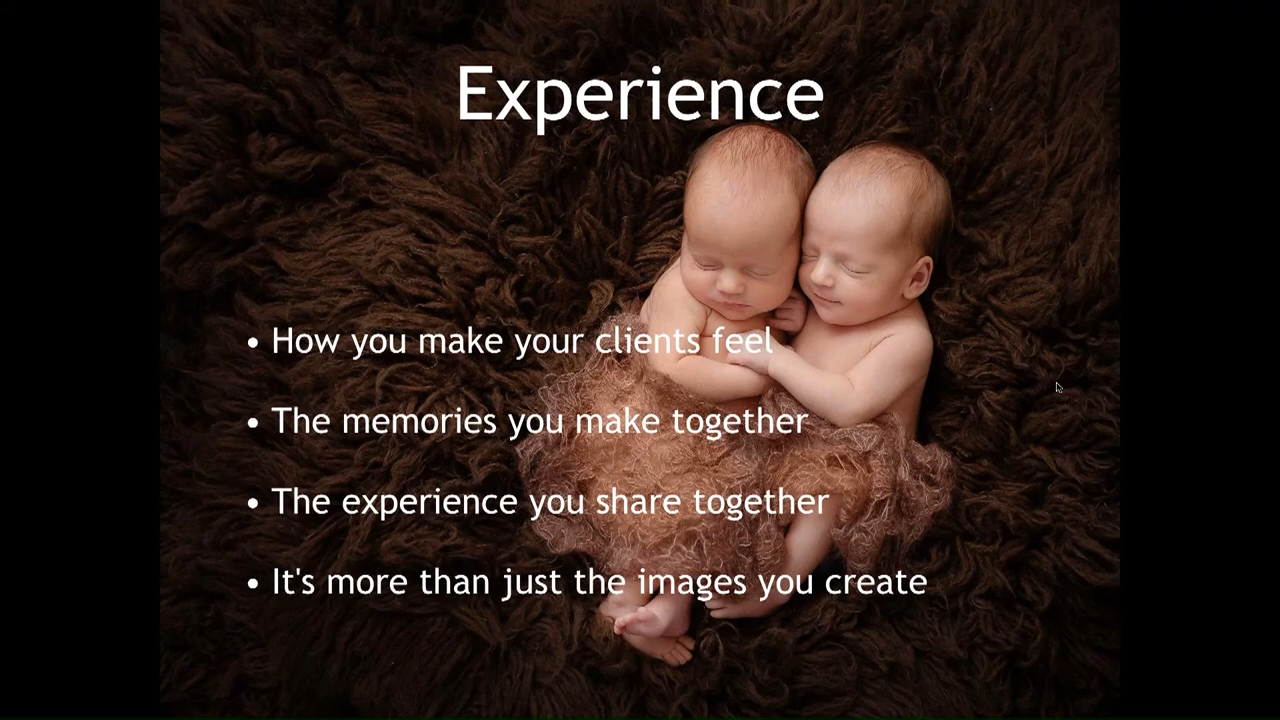 Experience
• How you make your clients feel
• The memories you make together
• The experience you share together
• It's more than just the images you create